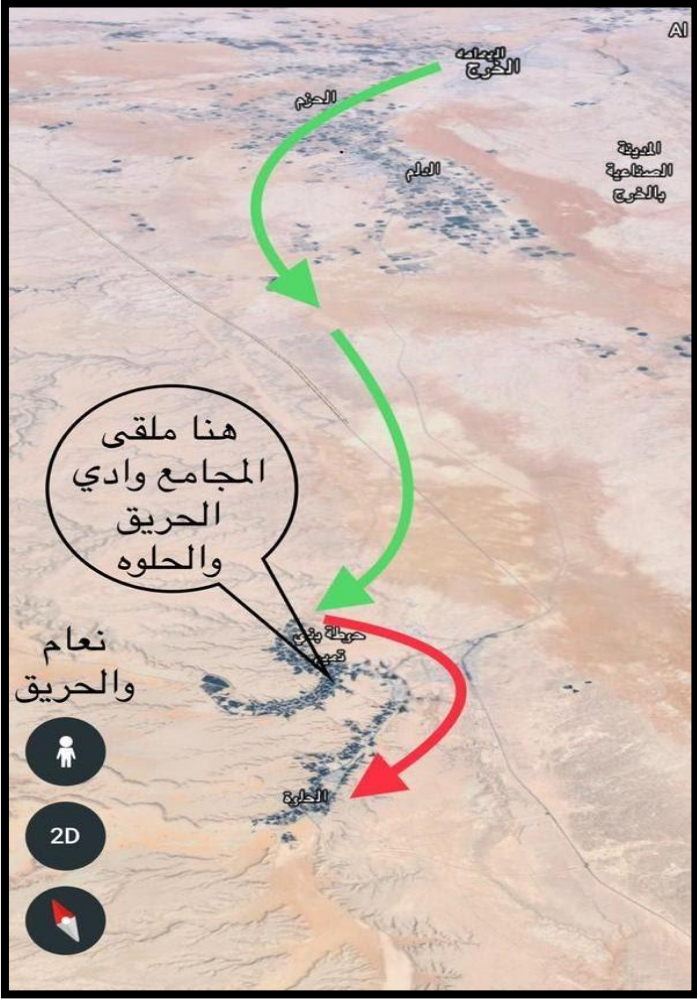 Al
اليمامة
الخرج
الحزم
الدلم
المدينة
الصناعية
بالخرج
هنا ملقى
المجامع وادي
الحريق
والحلوه
حوطة بني
تميم
نعام
والحريق
2D
الحلوة